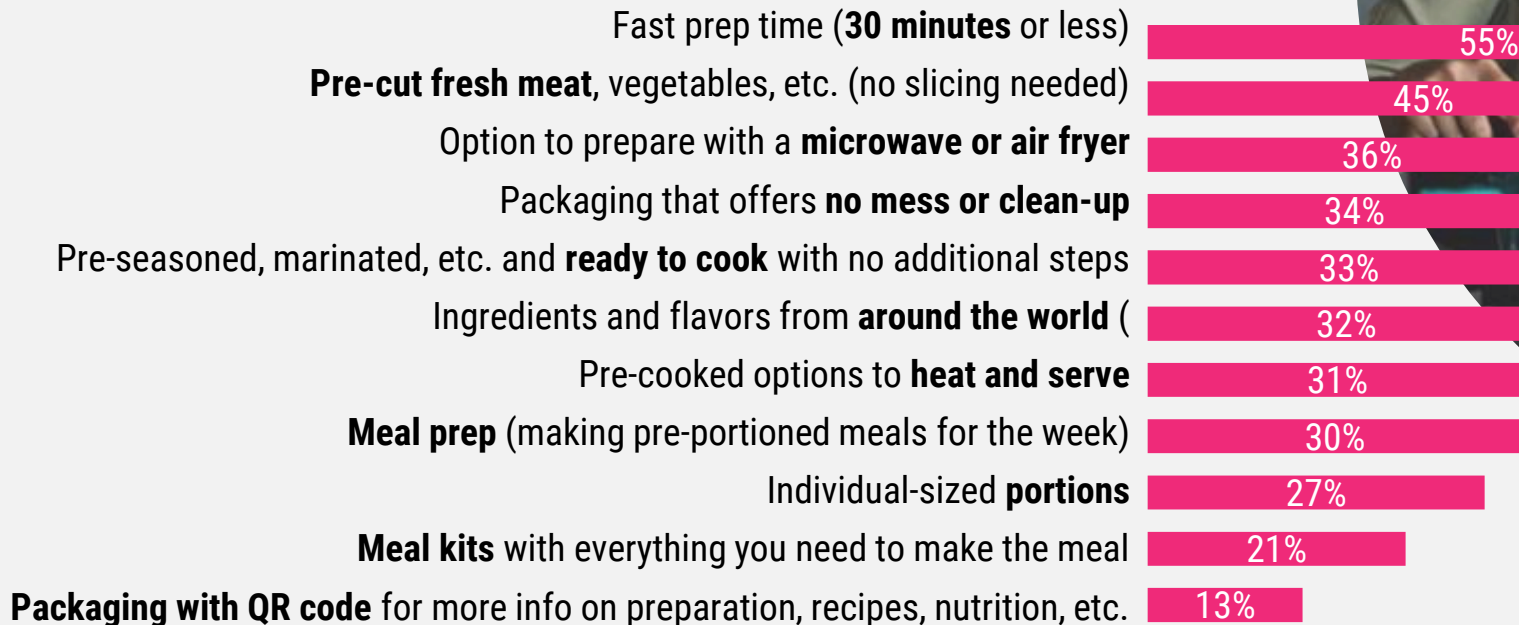 Fast prep time (30 minutes or less) 55%
Pre-cut fresh meat, vegetables, etc. (no slicing needed) 45%
Option to prepare with a microwave or air fryer 36%
Packaging that offers no mess or clean-up 34%
Pre-seasoned, marinated, etc. and ready to cook with no additional steps 33%
Ingredients and flavors from around the world ( 32%
Pre-cooked options to heat and serve 31%
Meal prep (making pre-portioned meals for the week) 30%
Individual-sized portions 27%
Meal kits with everything you need to make the meal 21%
Packaging with QR code for more info on preparation, recipes, nutrition, etc. 13%